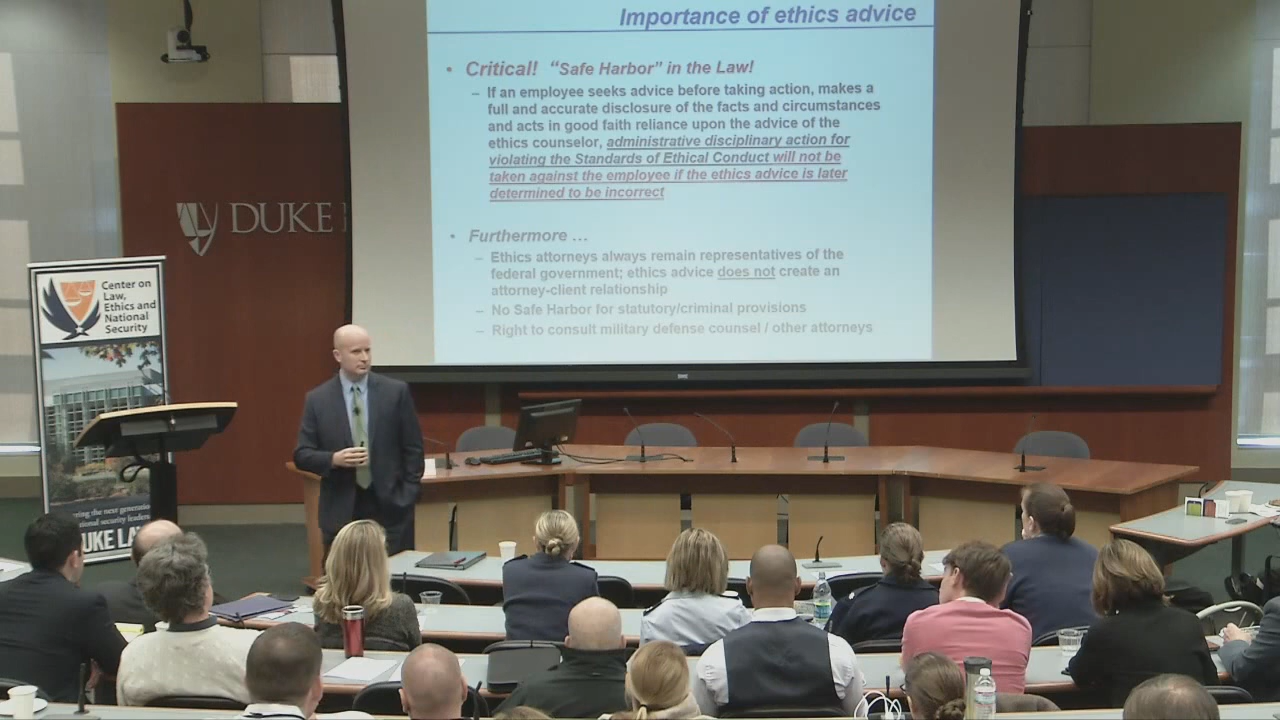 Importance of ethics advice
• Critical! “Safe Harbor” in the Law!
– If an employee seeks advice before taking action, makes a
full and accurate disclosure of the facts and circumstances
and acts in good faith reliance upon the advice of the
ethics counselor, administrative disciplinary action for
violating the Standards of Ethical Conduct will not be
taken against the employee if the ethics advice is later
determined to be incorrect
• Furthermore …
– Ethics attorneys always remain representatives of the
federal government; ethics advice does not create an
attorney-client relationship
– No Safe Harbor for statutory/criminal provisions
– Right to consult military defense counsel / other attorneys
DUKE
Center on
Law,
Ethics and
National
Security
the next
security
DUKE